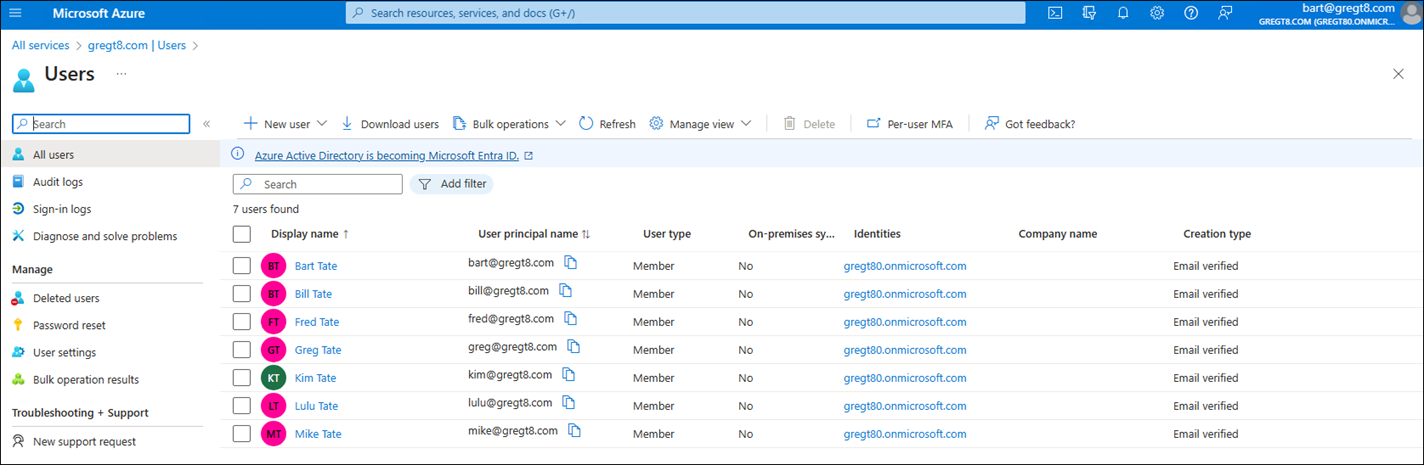 Microsoft Azure
Search resources, services, and docs (G+/)
bart@gregt8.com
GREGT8.COM (GREGT80.ONMICR...
All services > gregt8.com | Users >
Users ...
Search
«
New user
Download users
Bulk operations
Refresh
Manage view
Delete
Per-user MFA
Got feedback?
All users
Audit logs
Sign-in logs
Diagnose and solve problems
Manage
Deleted users
Password reset
User settings
Bulk operation results
Troubleshooting + Support
New support request
Azure Active Directory is becoming Microsoft Entra ID.
Search
Add filter
7 users found
Display name ↑ User principal name ↑↓ User type On-premises sy... Identities Company name Creation type
BT Bart Tate bart@gregt8.com Member No gregt80.onmicrosoft.com Email verified
BT Bill Tate bill@gregt8.com Member No gregt80.onmicrosoft.com Email verified
FT Fred Tate fred@gregt8.com Member No gregt80.onmicrosoft.com Email verified
GT Greg Tate greg@gregt8.com Member No gregt80.onmicrosoft.com Email verified
KT Kim Tate kim@gregt8.com Member No gregt80.onmicrosoft.com Email verified
LT Lulu Tate lulu@gregt8.com Member No gregt80.onmicrosoft.com Email verified
MT Mike Tate mike@gregt8.com Member No gregt80.onmicrosoft.com Email verified